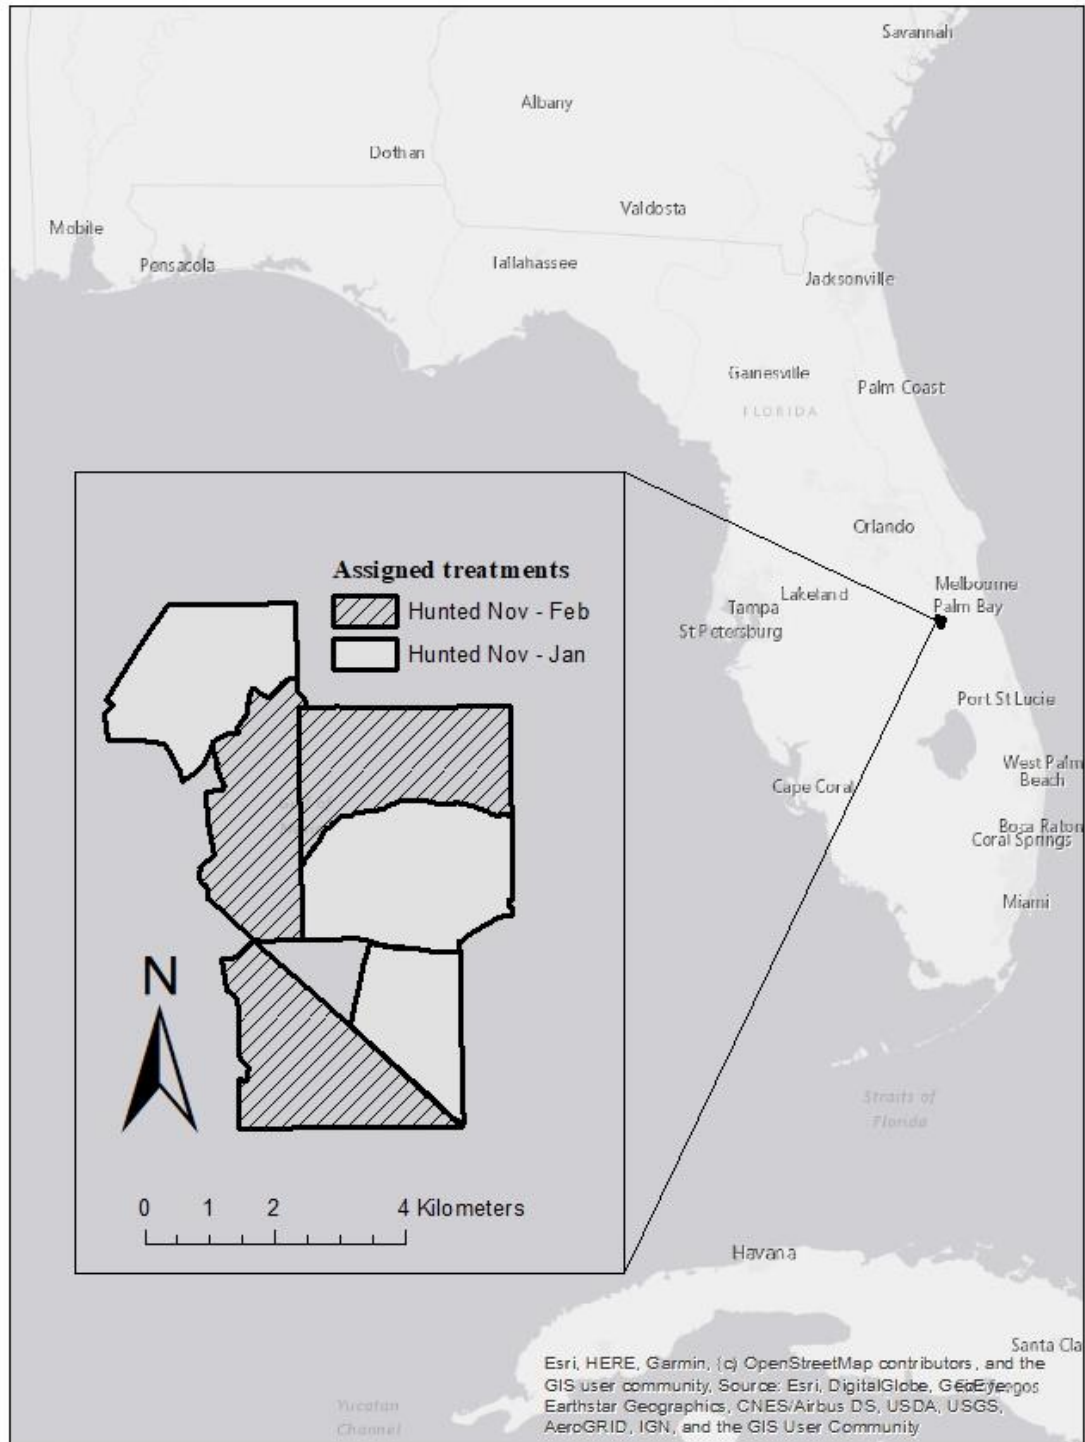 Savannah
Albany
Dothan
Valdosta
Mobile
Pensacola
Tallahassee
Jacksonville
Gainesville
Palm Coast
FLORIDA
Orlando
Assigned treatments
Hunted Nov - Feb
Hunted Nov - Jan
Melbourne
Lakeland
Palm Bay
Tampa
St Petersburg
Port St Lucie
West Palm
Beach
Cape Coral
Boca Raton
Coral Springs
Miami
N
Straits of
Florida
0 1 2 4 Kilometers
Havana
Santa Cla
Esri, HERE, Garmin, (c) OpenStreetMap contributors, and the
GIS user community, Source: Esri, DigitalGlobe, GeoEye,
Earthstar Geographics, CNES/Airbus DS, USDA, USGS,
AeroGRID, IGN, and the GIS User Community
Yucatan
Channel